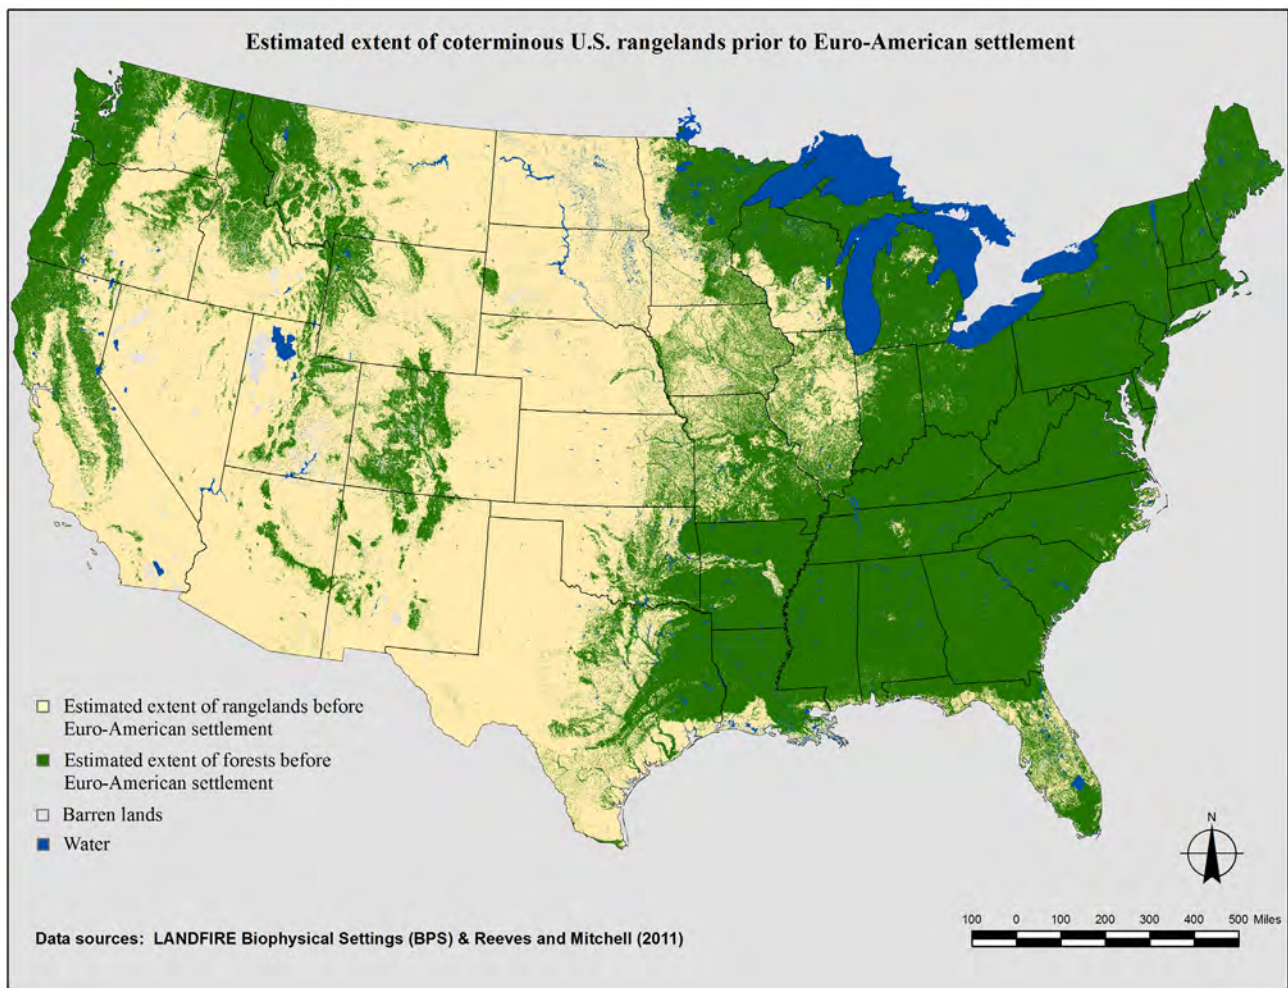 Estimated extent of coterminous U.S. rangelands prior to Euro-American settlement
Estimated extent of rangelands before
Euro-American settlement
Estimated extent of forests before
Euro-American settlement
Barren lands
Water
N
100 0 100 200 300 400 500 Miles
Data sources: LANDFIRE Biophysical Settings (BPS) & Reeves and Mitchell (2011)